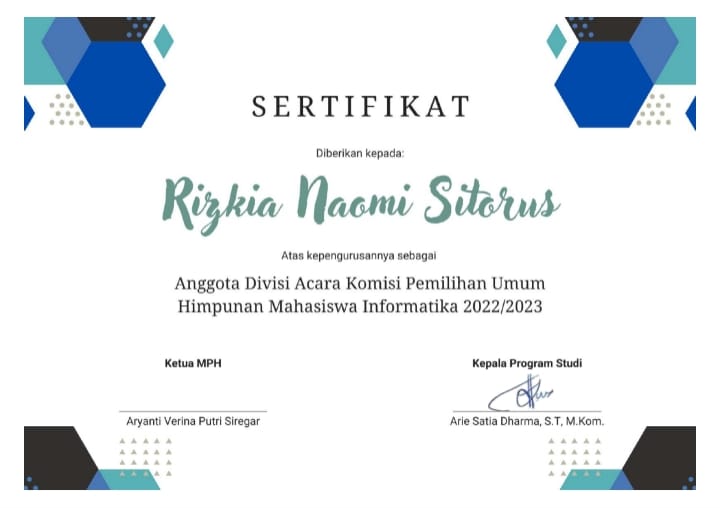 SERTIFIKAT
Diberikan kepada:
Rizkia Naomi Sitorus
Atas kepengurusannya sebagai
Anggota Divisi Acara Komisi Pemilihan Umum
Himpunan Mahasiswa Informatika 2022/2023
Ketua MPH
Kepala Program Studi
Aryanti Verina Putri Siregar
Arie Satia Dharma, S.T, M.Kom.